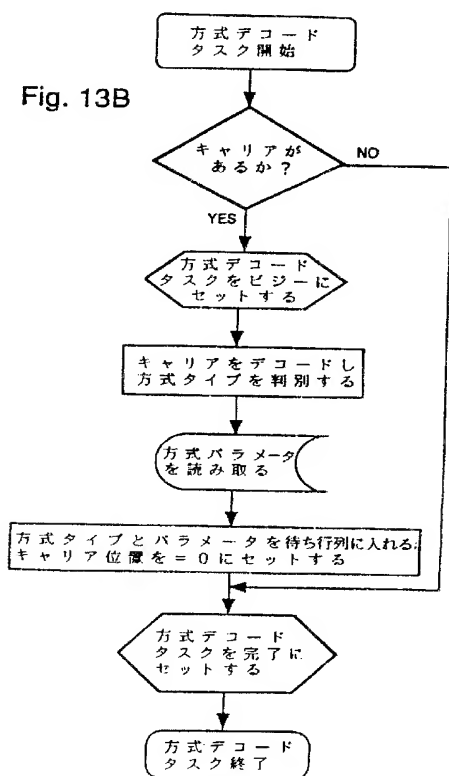 方式デコード
タスク開始
Fig. 13B
キャリアが
あるか？
NO
YES
方式デコード
タスクをビジーに
セットする
キャリアをデコードし
方式タイプを判別する
方式パラメータ
を読み取る
方式タイプとパラメータを待ち行列に入れる;
キャリア位置を=0にセットする
方式デコード
タスクを完了に
セットする
方式デコード
タスク終了